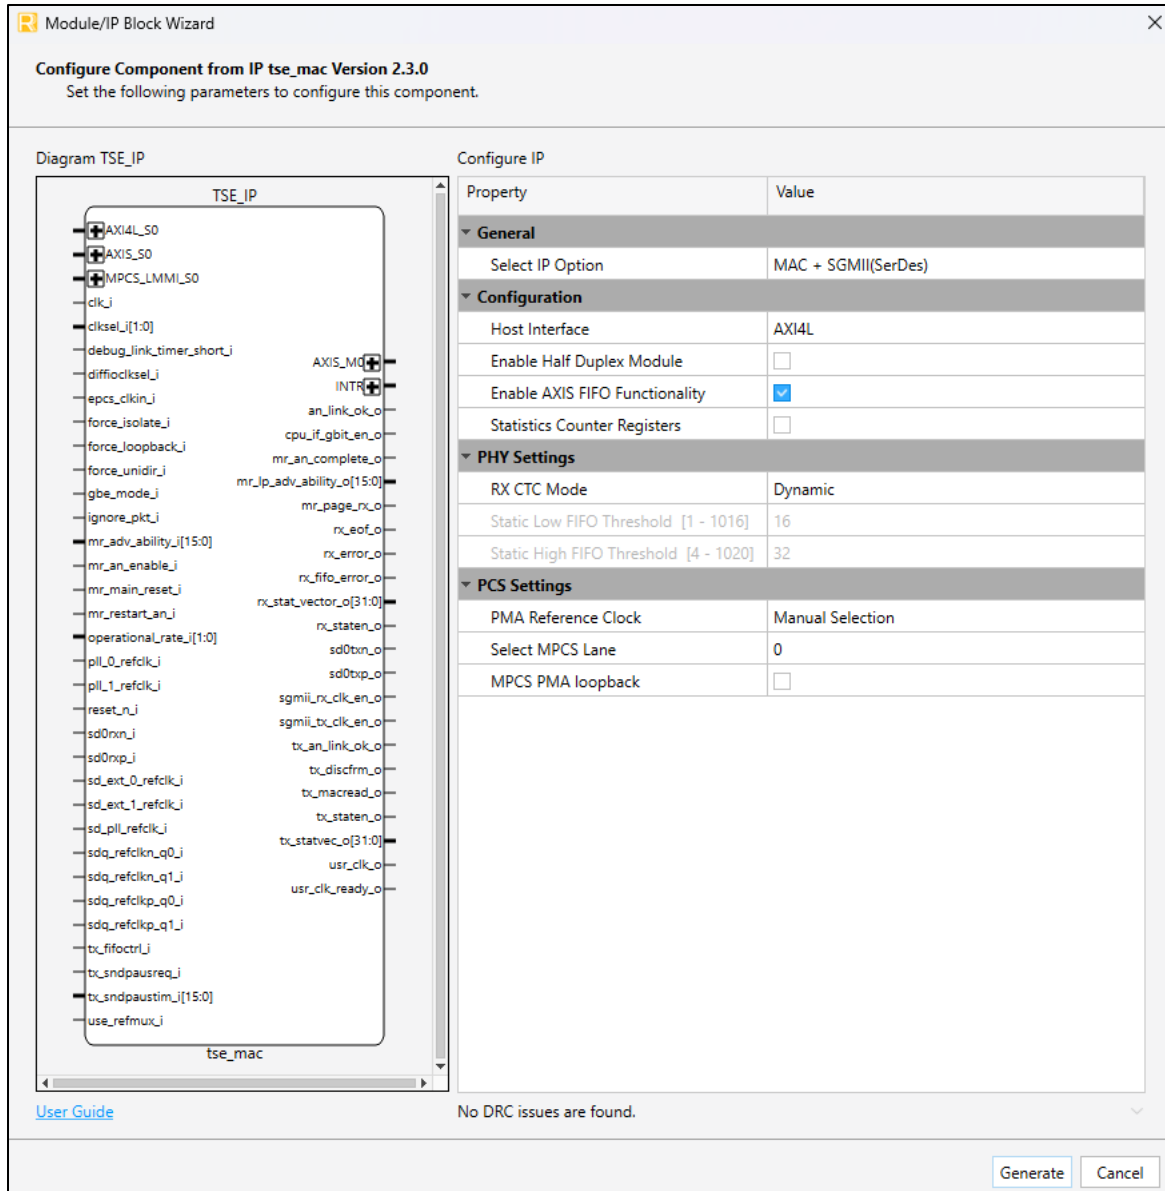 Module/IP Block Wizard
Configure Component from IP tse_mac Version 2.3.0
Set the following parameters to configure this component.
Diagram TSE_IP
TSE_IP
AXI4L_S0
AXIS_S0
MPCS_LMMI_S0
clk_i
clksel_i[1:0]
debug_link_timer_short_i
diffioclksel_i
epcs_clkin_i
force_isolate_i
force_loopback_i
force_unidir_i
gbe_mode_i
ignore_pkt_i
mr_adv_ability_i[15:0]
mr_an_enable_i
mr_main_reset_i
mr_restart_an_i
operational_rate_i[1:0]
pll_0_refclk_i
pll_1_refclk_i
reset_n_i
sd0rxn_i
sd0rxp_i
sd_ext_0_refclk_i
sd_ext_1_refclk_i
sd_pll_refclk_i
sdq_refclkn_q0_i
sdq_refclkn_q1_i
sdq_refclkp_q0_i
sdq_refclkp_q1_i
tx_fifoctrl_i
tx_sndpausreq_i
tx_sndpaustim_i[15:0]
use_refmux_i
AXIS_M0
INTR
an_link_ok_o
cpu_if_gbit_en_o
mr_an_complete_o
mr_lp_adv_ability_o[15:0]
mr_page_rx_o
rx_eof_o
rx_error_o
rx_fifo_error_o
rx_stat_vector_o[31:0]
rx_staten_o
sd0txn_o
sd0txp_o
sgmii_rx_clk_en_o
sgmii_tx_clk_en_o
tx_an_link_ok_o
tx_discfrm_o
tx_macread_o
tx_staten_o
tx_statvec_o[31:0]
usr_clk_o
usr_clk_ready_o
tse_mac
User Guide
Configure IP
Property Value
General
Select IP Option MAC + SGMII(SerDes)
Configuration
Host Interface AXI4L
Enable Half Duplex Module
Enable AXIS FIFO Functionality
Statistics Counter Registers
PHY Settings
RX CTC Mode Dynamic
Static Low FIFO Threshold [1 - 1016] 16
Static High FIFO Threshold [4 - 1020] 32
PCS Settings
PMA Reference Clock Manual Selection
Select MPCS Lane 0
MPCS PMA loopback
No DRC issues are found.
Generate Cancel